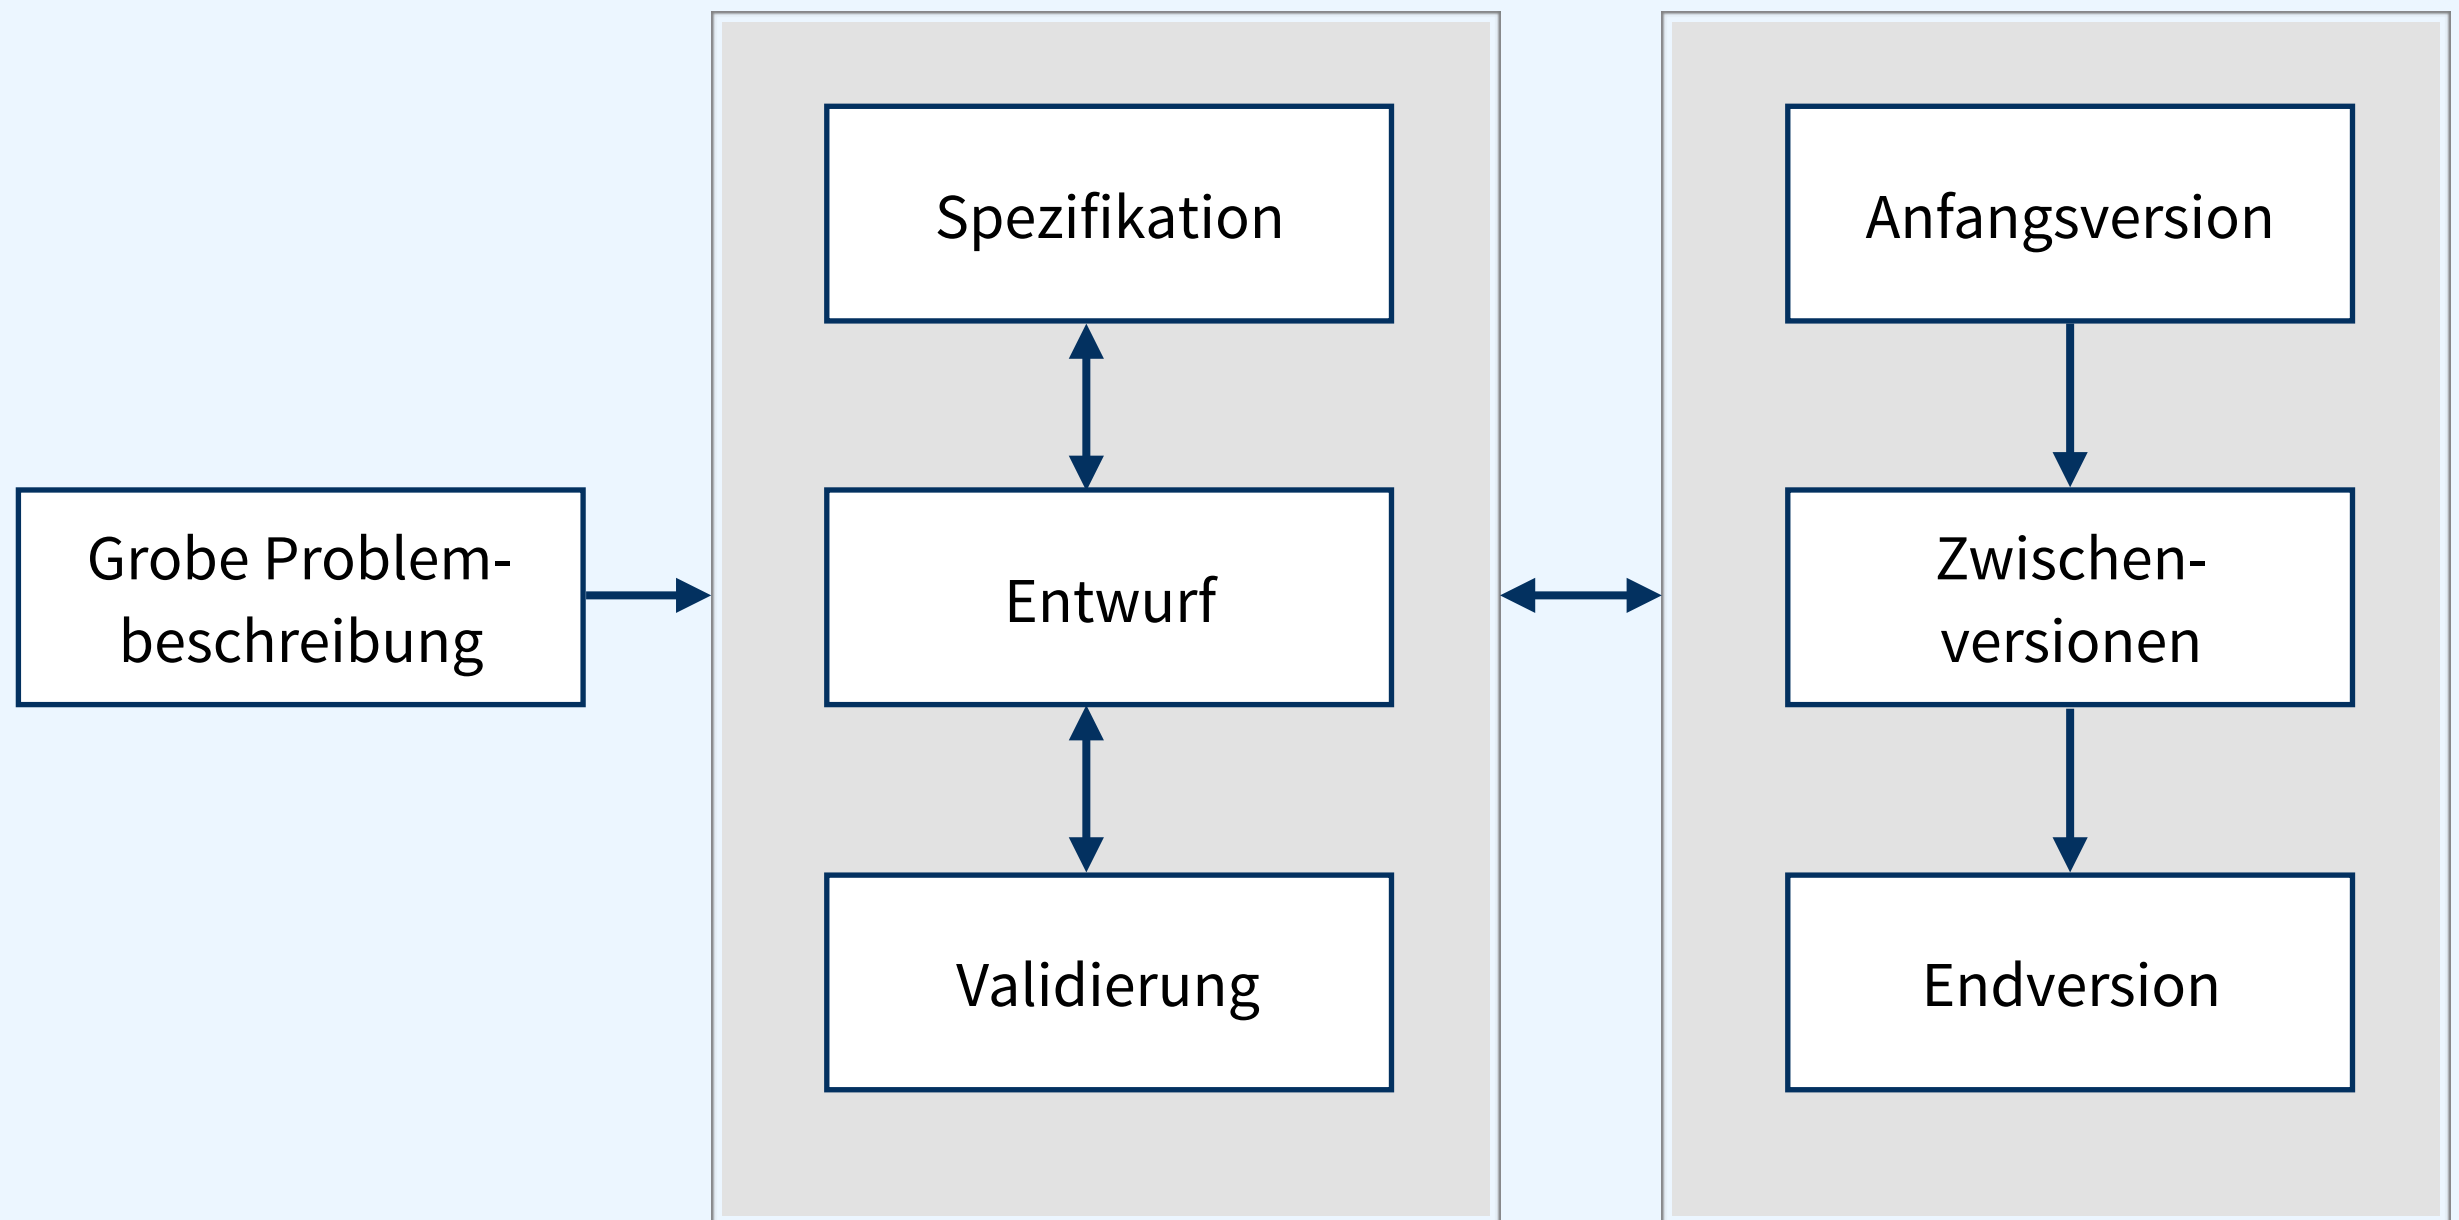 Grobe Problem-
beschreibung
Spezifikation
Entwurf
Validierung
Anfangsversion
Zwischen-
versionen
Endversion